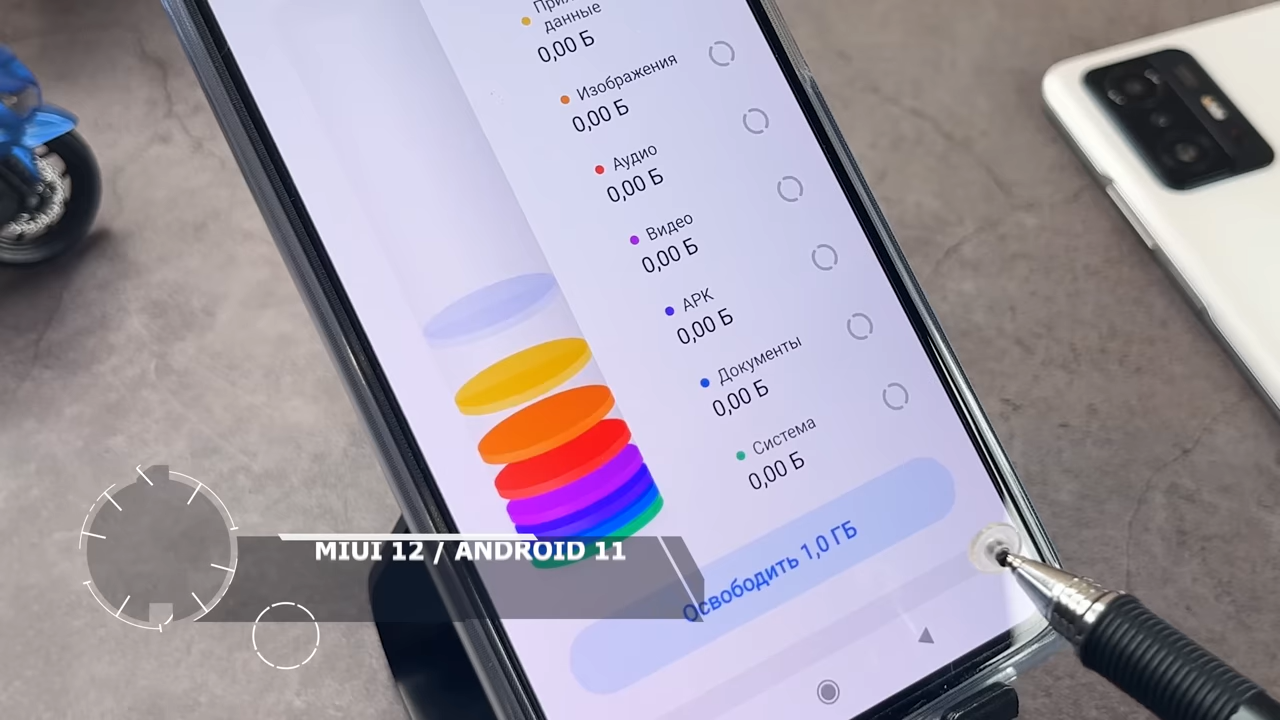 данные
0,00 Б
Изображения
0,00 Б
Аудио
0,00 Б
Видео
0,00 Б
APK
0,00 Б
Документы
0,00 Б
Система
0,00 Б
Освободить 1,0 ГБ
MIUI 12 / ANDROID 11